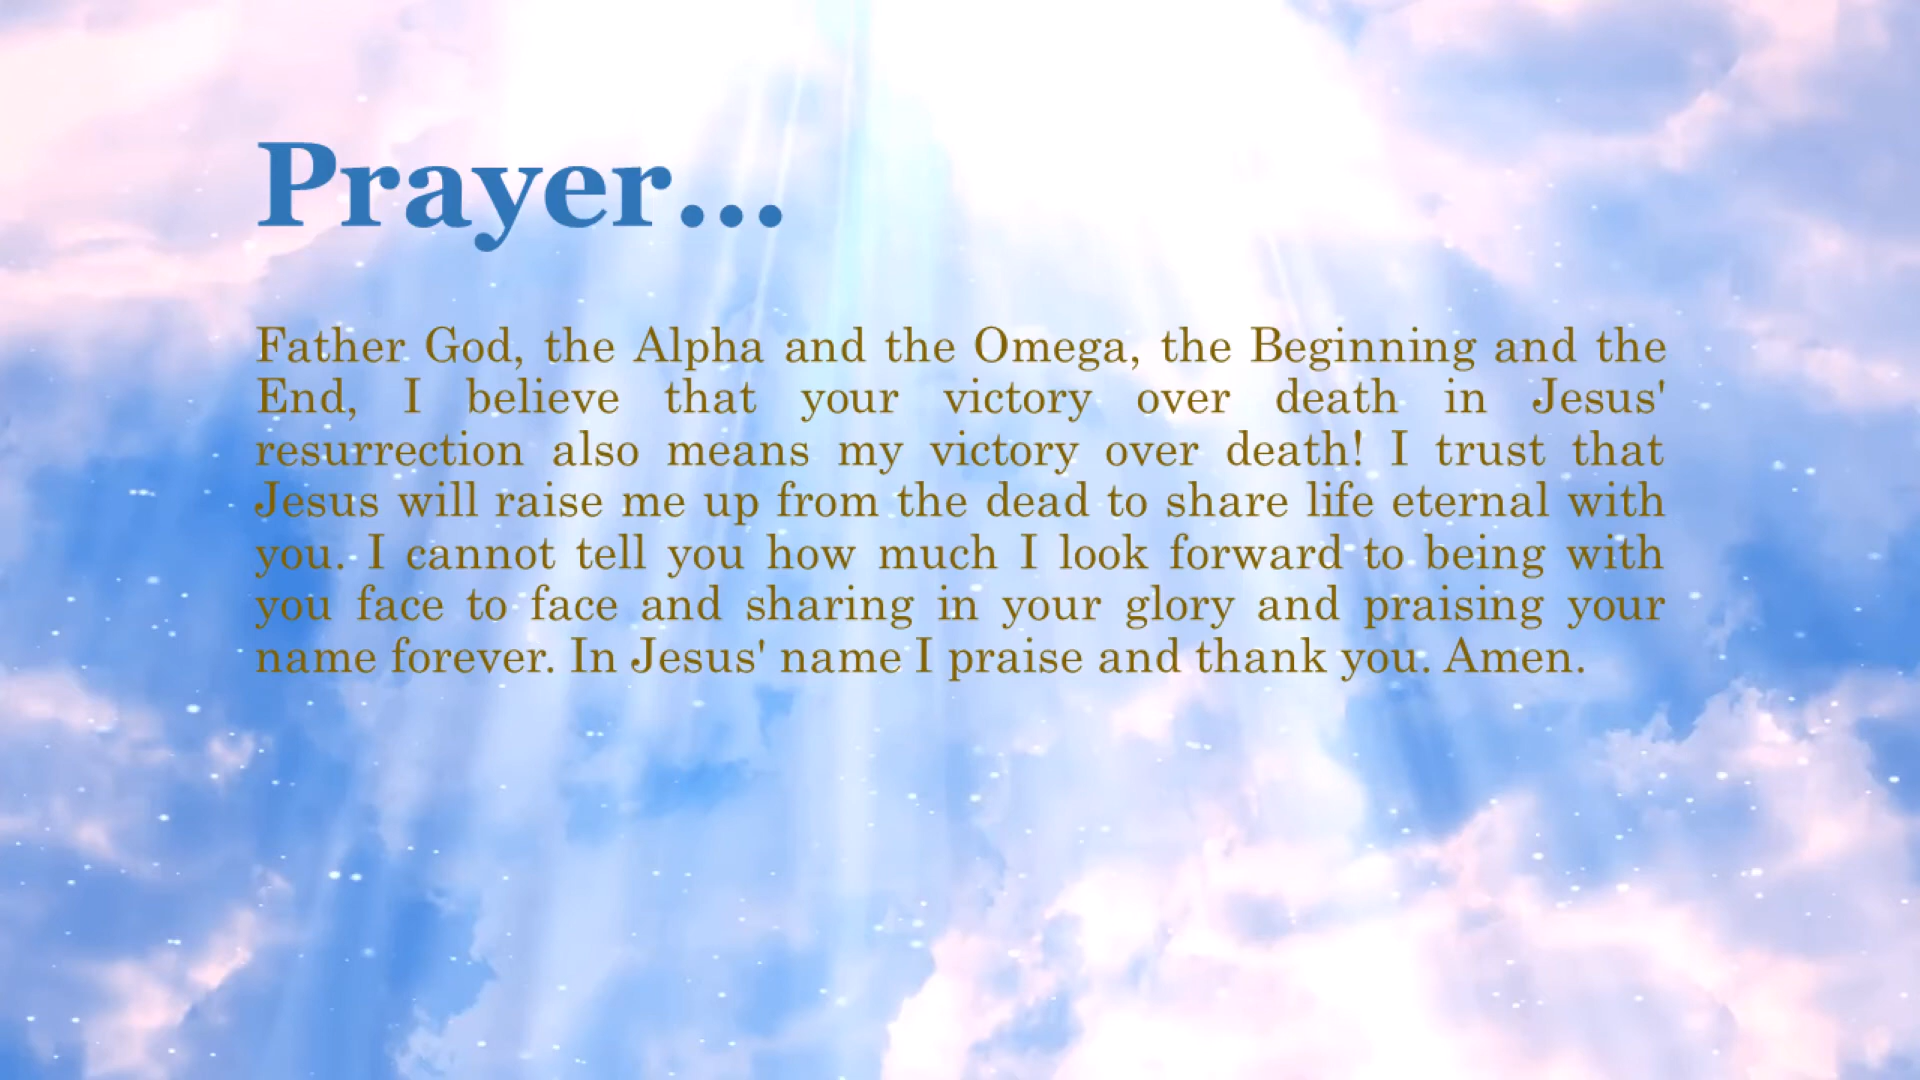 Prayer...
Father God, the Alpha and the Omega, the Beginning and the
End, I believe that your victory over death in Jesus'
resurrection also means my victory over death! I trust that
Jesus will raise me up from the dead to share life eternal with
you. I cannot tell you how much I look forward to being with
you face to face and sharing in your glory and praising your
name forever. In Jesus' name I praise and thank you. Amen.